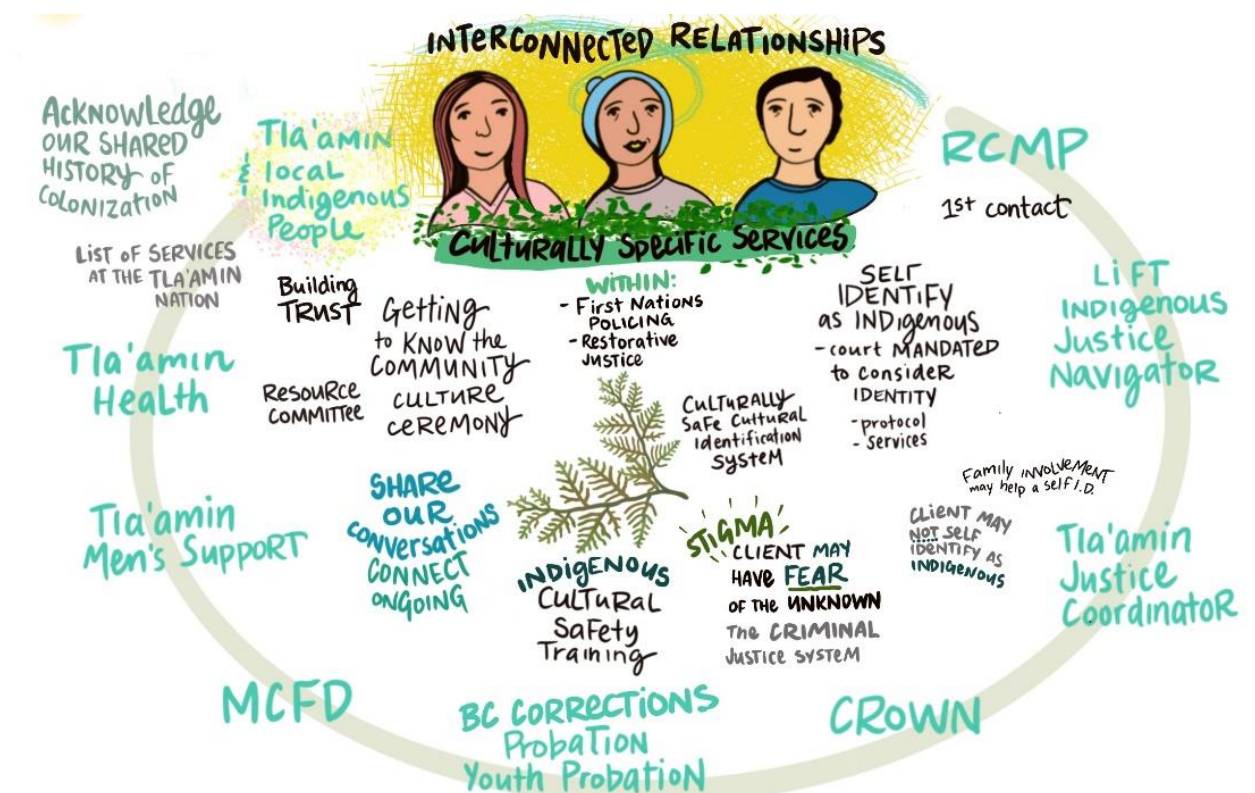 INTERCONNECTED RELATIONSHIPS
ACKNOWLEDGE
OUR SHARED
HISTORY OF
COLONIZATION
Tla'amin
& local
Indigenous
People
CULTURALLY SPECIFIC SERVICES
RCMP
1st contact
LIST OF SERVICES
AT THE TLA'AMIN
NATION
Building
TRUST
Getting
to KNOW the
COMMUNITY
CULTURE
CEREMONY
WITHIN:
- First Nations
POLICING
- Restorative
Justice
SELF
IDENTIFY
as INDIGENOUS
- court MANDATED
to consider
IDENTITY
- protocol
- services
LIFT
INDIGENOUS
Justice
Navigator
Tla'amin
Health
RESOURCE
COMMITTEE
CULTURALLY
Safe Cultural
Identification
SYSTEM
Family INVOLVEMENT
may help a self I.D.
Tla'amin
Men's SUPPORT
SHARE
OUR
CONVERSATIONS
CONNECT
ONGOING
INDIGENOUS
CULTURAL
Safety
Training
STIGMA
CLIENT MAY
HAVE FEAR
OF THE UNKNOWN
The CRIMINAL
JUSTICE SYSTEM
CLIENT MAY
NOT SELF
IDENTIFY AS
INDIGENOUS
Tla'amin
Justice
Coordinator
MCFD
BC CORRECTIONS
Probation
Youth Probation
CROWN